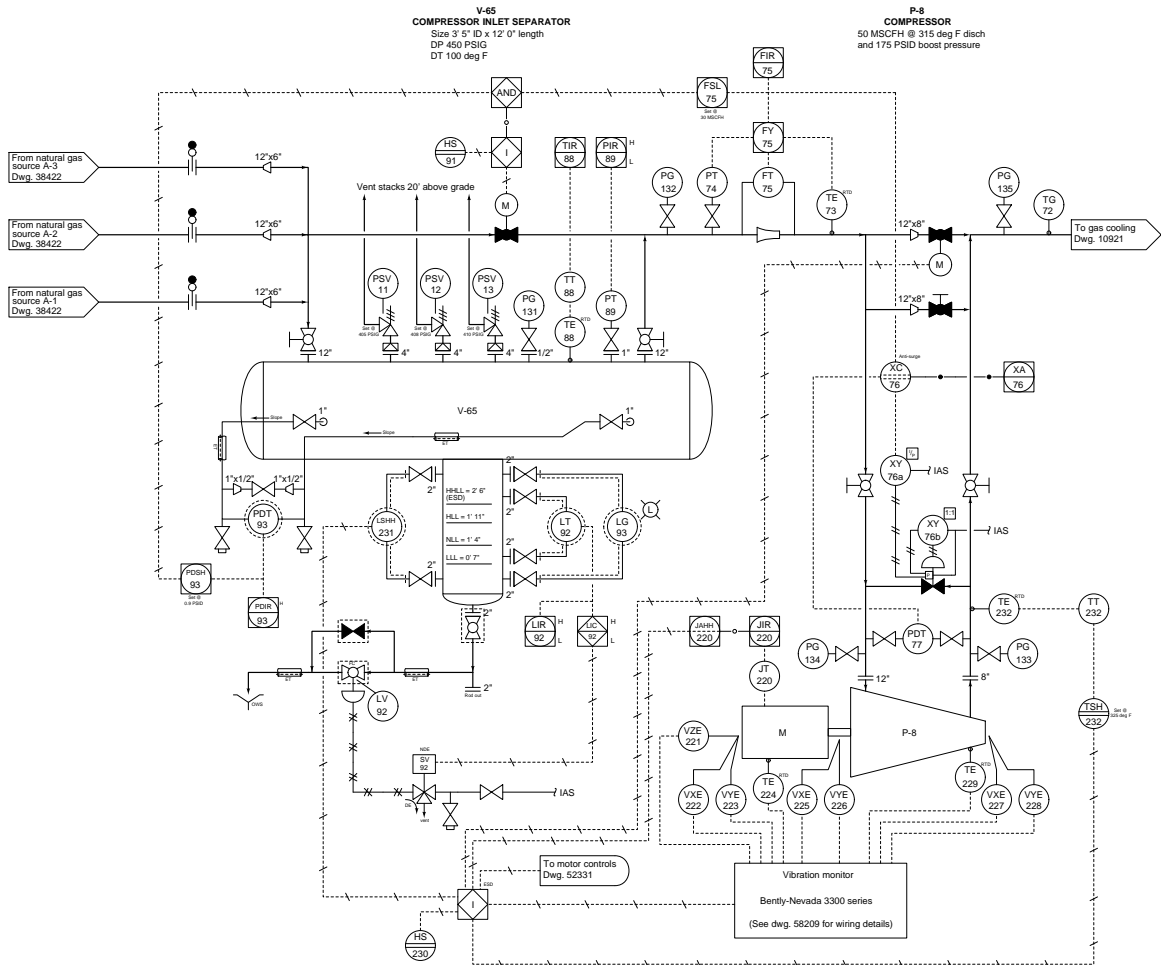 V-65
COMPRESSOR INLET SEPARATOR
Size 3' 5" ID x 12' 0" length
DP 450 PSIG
DT 100 deg F
P-8
COMPRESSOR
50 MSCFH @ 315 deg F disch
and 175 PSID boost pressure
FIR
75
AND
FSL
75
Set @
30 MSCFH
FY
75
HS
91
I
TIR
88
PIR
89
H
L
From natural gas
source A-3
Dwg. 38422
12"x6"
Vent stacks 20' above grade
M
PG
132
PT
74
FT
75
TE
73
RTD
PG
135
TG
72
From natural gas
source A-2
Dwg. 38422
12"x6"
12"x8"
To gas cooling
Dwg. 10921
M
From natural gas
source A-1
Dwg. 38422
12"x6"
PSV
11
PSV
12
PSV
13
TT
88
PG
131
PT
89
12"x8"
Set @
405 PSIG
Set @
408 PSIG
Set @
410 PSIG
TE
88
RTD
12"
4"
4"
4"
1/2"
1"
12"
Anti-surge
XC
76
XA
76
V-65
1"
1"
Slope
Slope
ET
ET
1"x1/2"
1"x1/2"
PDT
93
2"
2"
HHLL = 2' 6"
(ESD)
HLL = 1' 11"
NLL = 1' 4"
LLL = 0' 7"
2"
2"
2"
2"
LSHH
231
LT
92
LG
93
L
XY
76a
I/P
IAS
XY
76b
1:1
IAS
P
PDSH
93
Set @
0.9 PSID
PDIR
93
H
2"
LIR
92
H
L
LIC
92
H
L
JAHH
220
JIR
220
H
TE
232
RTD
TT
232
PDT
77
PG
134
PG
133
JT
220
12"
8"
ET
ET
FC
LV
92
OWS
2"
Rod out
TSH
232
Set @
325 deg F
VZE
221
M
P-8
NDE
SV
92
DE
vent
IAS
TE
224
RTD
TE
229
RTD
VXE
222
VYE
223
VXE
225
VYE
226
VXE
227
VYE
228
To motor controls
Dwg. 52331
Vibration monitor
Bently-Nevada 3300 series
(See dwg. 58209 for wiring details)
I
ESD
HS
230